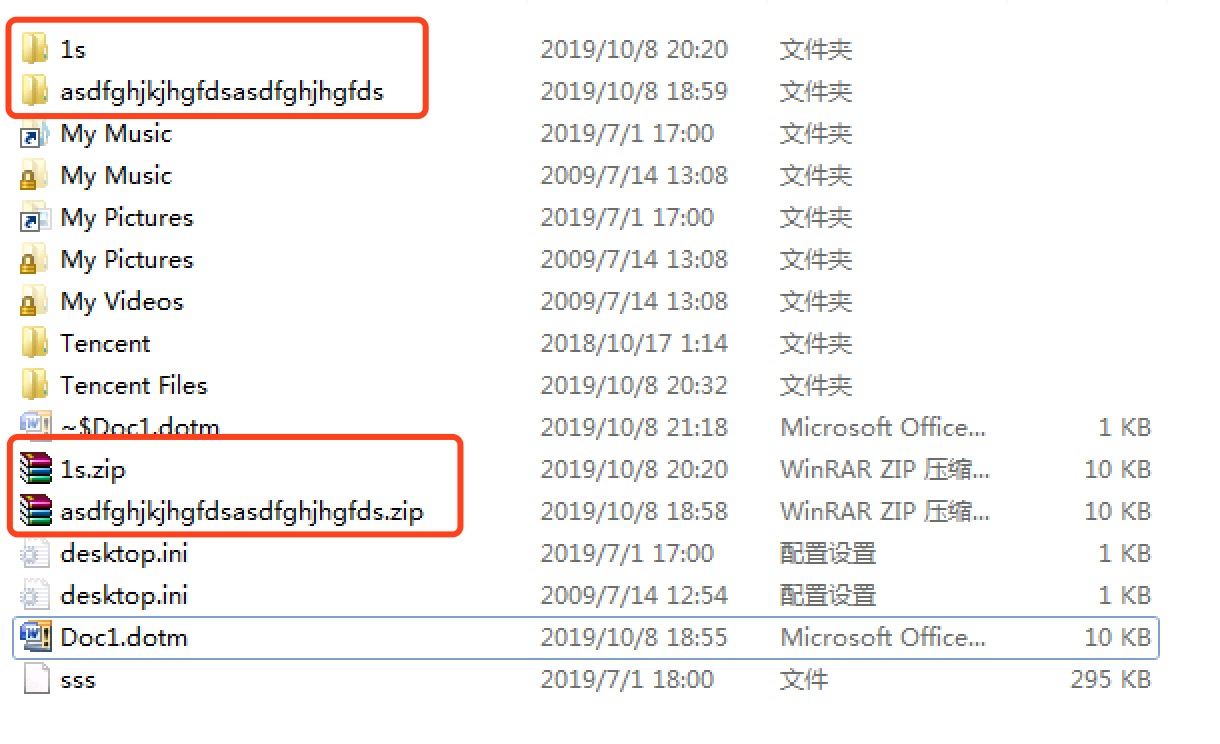 1s 2019/10/8 20:20 文件夹
asdfghjkjhgfdsasdfghjhgfds 2019/10/8 18:59 文件夹
My Music 2019/7/1 17:00 文件夹
My Music 2009/7/14 13:08 文件夹
My Pictures 2019/7/1 17:00 文件夹
My Pictures 2009/7/14 13:08 文件夹
My Videos 2009/7/14 13:08 文件夹
Tencent 2018/10/17 1:14 文件夹
Tencent Files 2019/10/8 20:32 文件夹
~$Doc1.dotm 2019/10/8 21:18 Microsoft Office... 1 KB
1s.zip 2019/10/8 20:20 WinRAR ZIP 压缩... 10 KB
asdfghjkjhgfdsasdfghjhgfds.zip 2019/10/8 18:58 WinRAR ZIP 压缩... 10 KB
desktop.ini 2019/7/1 17:00 配置设置 1 KB
desktop.ini 2009/7/14 12:54 配置设置 1 KB
Doc1.dotm 2019/10/8 18:55 Microsoft Office... 10 KB
sss 2019/7/1 18:00 文件 295 KB